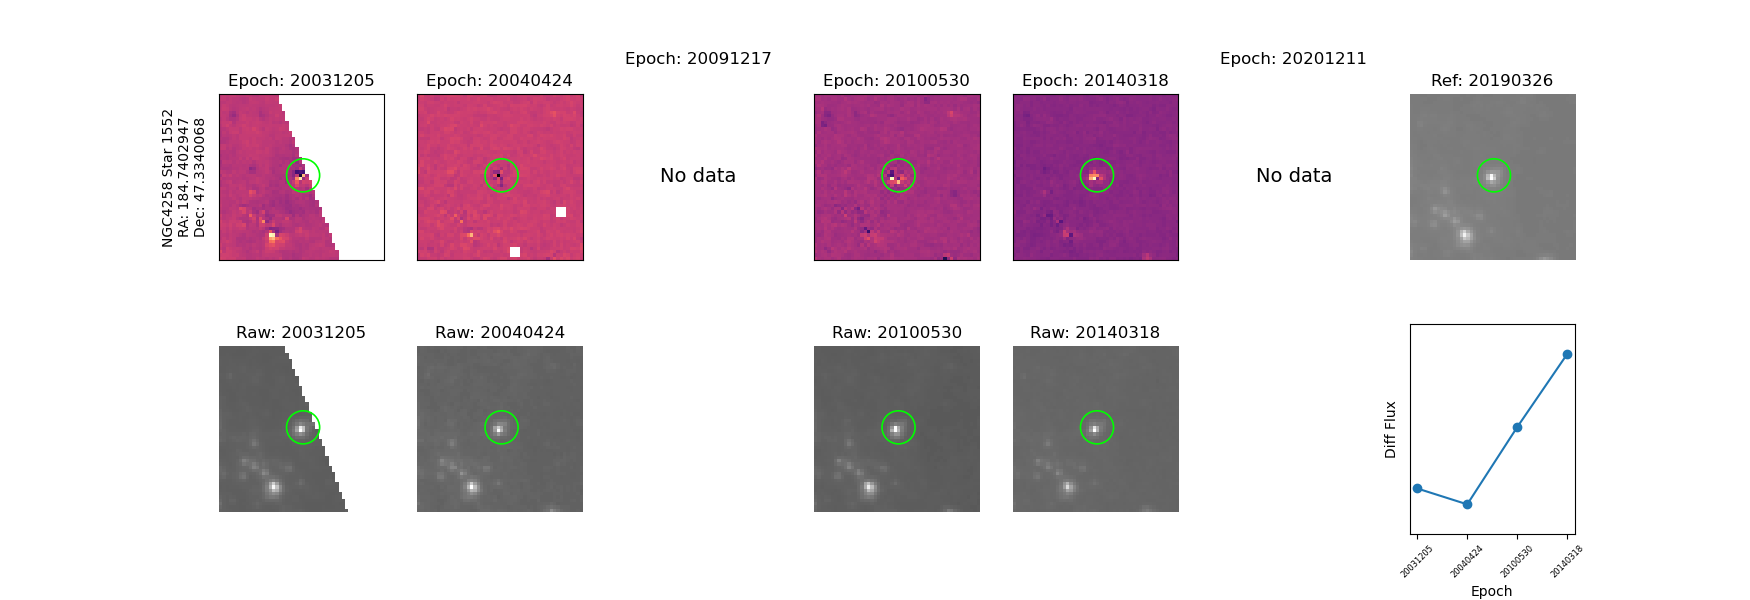 Epoch: 20091217
Epoch: 20201211
Epoch: 20031205
Epoch: 20040424
Epoch: 20100530
Epoch: 20140318
Ref: 20190326
NGC4258 Star 1552
RA: 184.7402947
Dec: 47.3340068
No data
No data
Raw: 20031205
Raw: 20040424
Raw: 20100530
Raw: 20140318
Diff Flux
20031205
20040424
20100530
20140318
Epoch